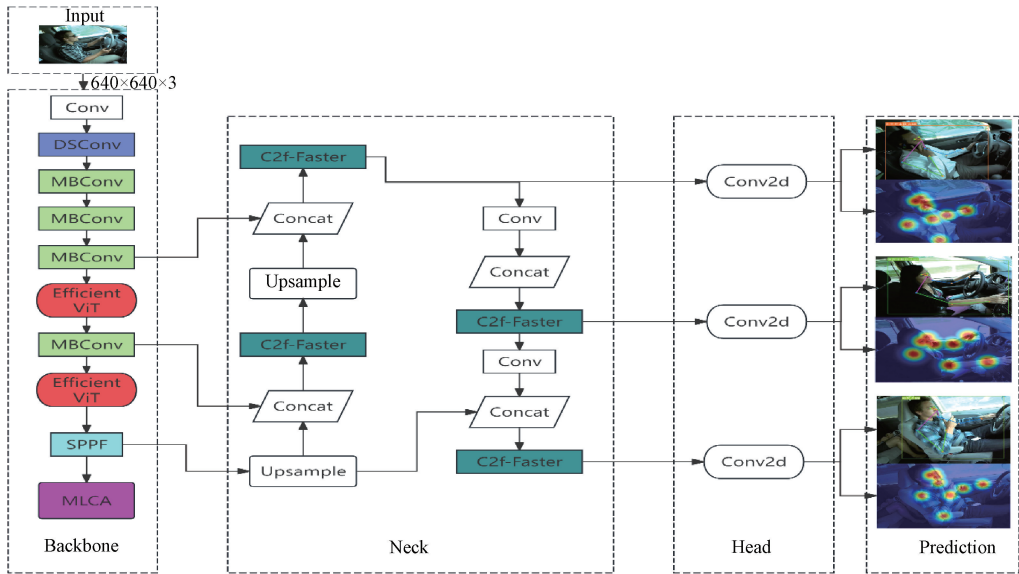 Input
640×640×3
Conv
DSConv
MBConv
MBConv
MBConv
Efficient
ViT
MBConv
Efficient
ViT
SPPF
MLCA
Backbone
C2f-Faster
Concat
Upsample
C2f-Faster
Concat
Upsample
Conv
Concat
C2f-Faster
Conv
Concat
C2f-Faster
Neck
Conv2d
Conv2d
Conv2d
Head
Prediction